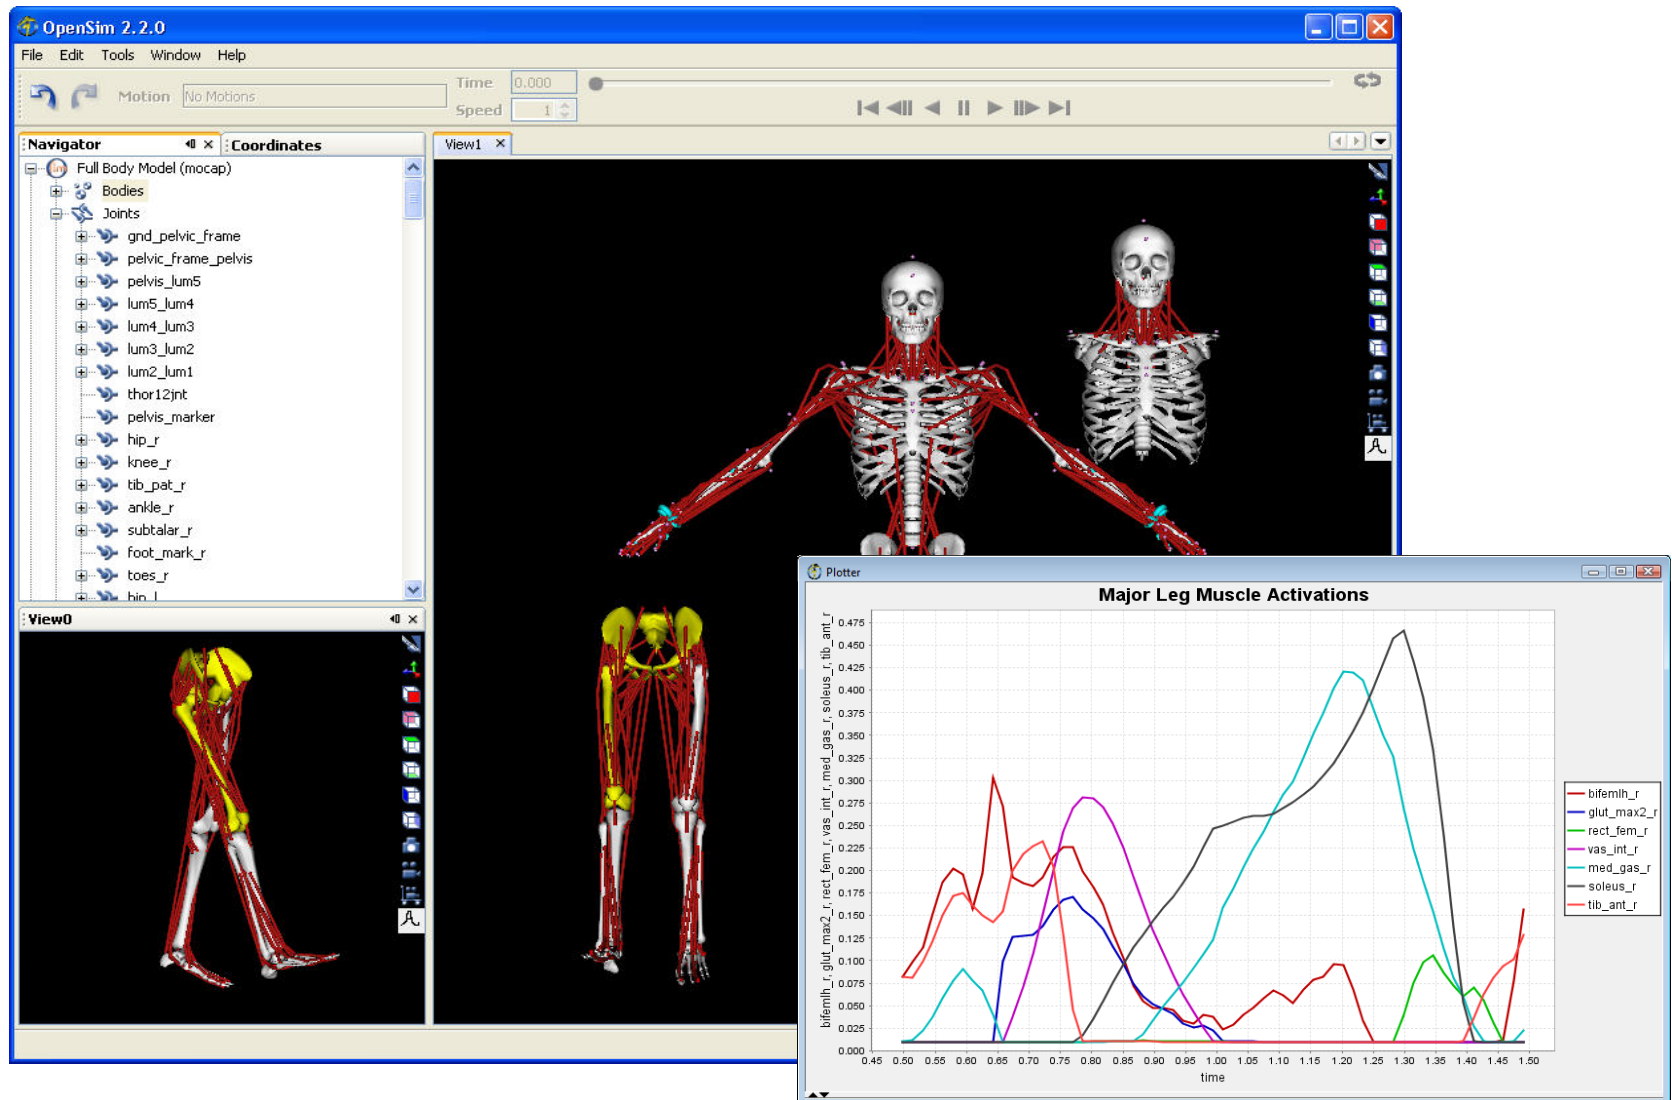 OpenSim 2.2.0
File Edit Tools Window Help
Motion No Motions
Time 0.000
Speed 1
Navigator
Coordinates
Full Body Model (mocap)
Bodies
Joints
gnd_pelvic_frame
pelvic_frame_pelvis
pelvis_lum5
lum5_lum4
lum4_lum3
lum3_lum2
lum2_lum1
thor12jnt
pelvis_marker
hip_r
knee_r
tib_pat_r
ankle_r
subtalar_r
foot_mark_r
toes_r
hip_l
View0
View1
Plotter
Major Leg Muscle Activations
bifemlh_r, glut_max2_r, rect_fem_r, vas_int_r, med_gas_r, soleus_r, tib_ant_r
0.475
0.450
0.425
0.400
0.375
0.350
0.325
0.300
0.275
0.250
0.225
0.200
0.175
0.150
0.125
0.100
0.075
0.050
0.025
0.000
0.45 0.50 0.55 0.60 0.65 0.70 0.75 0.80 0.85 0.90 0.95 1.00 1.05 1.10 1.15 1.20 1.25 1.30 1.35 1.40 1.45 1.50
time
bifemlh_r
glut_max2_r
rect_fem_r
vas_int_r
med_gas_r
soleus_r
tib_ant_r